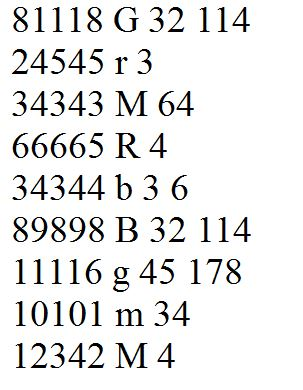 81118 G 32 114
24545 r 3
34343 M 64
66665 R 4
34344 b 3 6
89898 B 32 114
11116 g 45 178
10101 m 34
12342 M 4